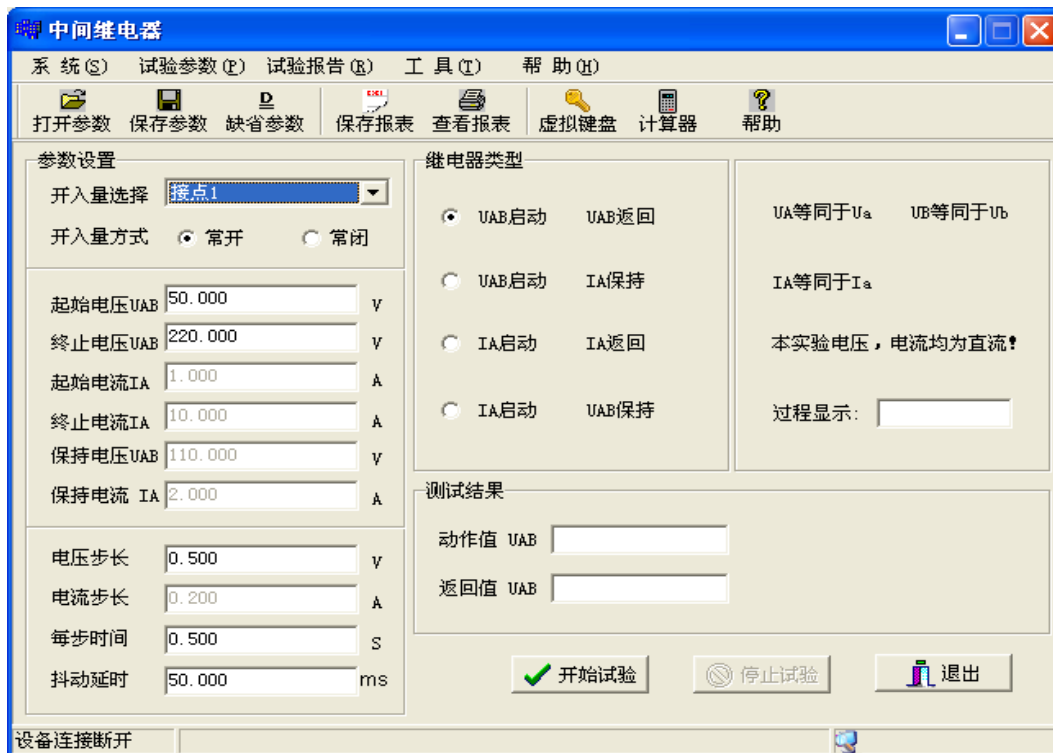 中间继电器
系 统(S) 试验参数(P) 试验报告(R) 工 具(T) 帮 助(H)
打开参数 保存参数 缺省参数 保存报表 查看报表 虚拟键盘 计算器 帮助
参数设置
开入量选择 接点1
开入量方式 常开 常闭
起始电压UAB 50.000 V
终止电压UAB 220.000 V
起始电流IA 1.000 A
终止电流IA 10.000 A
保持电压UAB 110.000 V
保持电流 IA 2.000 A
电压步长 0.500 V
电流步长 0.200 A
每步时间 0.500 S
抖动延时 50.000 ms
继电器类型
UAB启动 UAB返回
UAB启动 IA保持
IA启动 IA返回
IA启动 UAB保持
UA等同于Ua UB等同于Ub
IA等同于Ia
本实验电压，电流均为直流!
过程显示:
测试结果
动作值 UAB
返回值 UAB
开始试验 停止试验 退出
设备连接断开